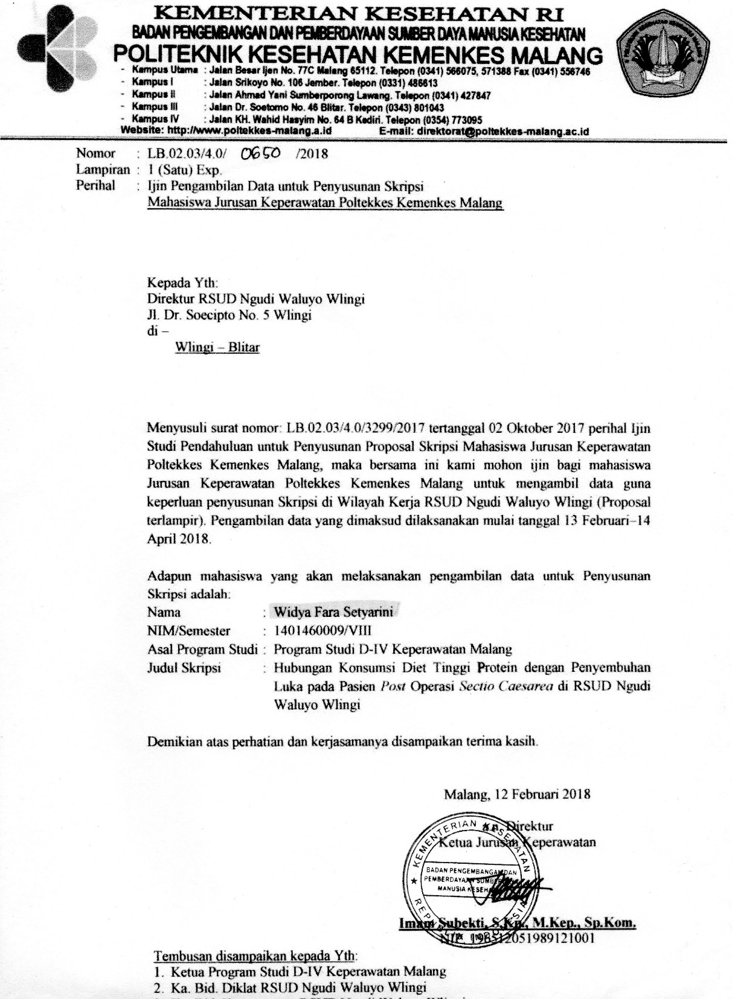 KEMENTERIAN KESEHATAN RI
BADAN PENGEMBANGAN DAN PEMBERDAYAAN SUMBER DAYA MANUSIA KESEHATAN
POLITEKNIK KESEHATAN KEMENKES MALANG
- Kampus Utama : Jalan Besar Ijen No. 77C Malang 65112. Telepon (0341) 566075, 571388 Fax (0341) 556746
- Kampus I : Jalan Srikoyo No. 106 Jember. Telepon (0331) 486613
- Kampus II : Jalan Ahmad Yani Sumberporong Lawang. Telepon (0341) 427847
- Kampus III : Jalan Dr. Soetomo No. 46 Blitar. Telepon (0343) 801043
- Kampus IV : Jalan KH. Wahid Hasyim No. 64 B Kediri. Telepon (0354) 773095
Website: http://www.poltekkes-malang.a.id E-mail: direktorat@poltekkes-malang.ac.id
Nomor : LB.02.03/4.0/ 0650 /2018
Lampiran : 1 (Satu) Exp.
Perihal : Ijin Pengambilan Data untuk Penyusunan Skripsi
Mahasiswa Jurusan Keperawatan Poltekkes Kemenkes Malang
Kepada Yth:
Direktur RSUD Ngudi Waluyo Wlingi
Jl. Dr. Soecipto No. 5 Wlingi
di –
Wlingi – Blitar
Menyusuli surat nomor: LB.02.03/4.0/3299/2017 tertanggal 02 Oktober 2017 perihal Ijin
Studi Pendahuluan untuk Penyusunan Proposal Skripsi Mahasiswa Jurusan Keperawatan
Poltekkes Kemenkes Malang, maka bersama ini kami mohon ijin bagi mahasiswa
Jurusan Keperawatan Poltekkes Kemenkes Malang untuk mengambil data guna
keperluan penyusunan Skripsi di Wilayah Kerja RSUD Ngudi Waluyo Wlingi (Proposal
terlampir). Pengambilan data yang dimaksud dilaksanakan mulai tanggal 13 Februari–14
April 2018.
Adapun mahasiswa yang akan melaksanakan pengambilan data untuk Penyusunan
Skripsi adalah:
Nama : Widya Fara Setyarini
NIM/Semester : 1401460009/VIII
Asal Program Studi : Program Studi D-IV Keperawatan Malang
Judul Skripsi : Hubungan Konsumsi Diet Tinggi Protein dengan Penyembuhan
Luka pada Pasien Post Operasi Sectio Caesarea di RSUD Ngudi
Waluyo Wlingi
Demikian atas perhatian dan kerjasamanya disampaikan terima kasih.
Malang, 12 Februari 2018
a.n. Direktur
Ketua Jurusan Keperawatan
KEMENTERIAN KESEHATAN
BADAN PENGEMBANGAN DAN
PEMBERDAYAAN SUMBER
MANUSIA
REPUBLIK INDONESIA
Imam Subekti, S.Kp., M.Kep., Sp.Kom.
NIP. 196512051989121001
Tembusan disampaikan kepada Yth:
1. Ketua Program Studi D-IV Keperawatan Malang
2. Ka. Bid. Diklat RSUD Ngudi Waluyo Wlingi